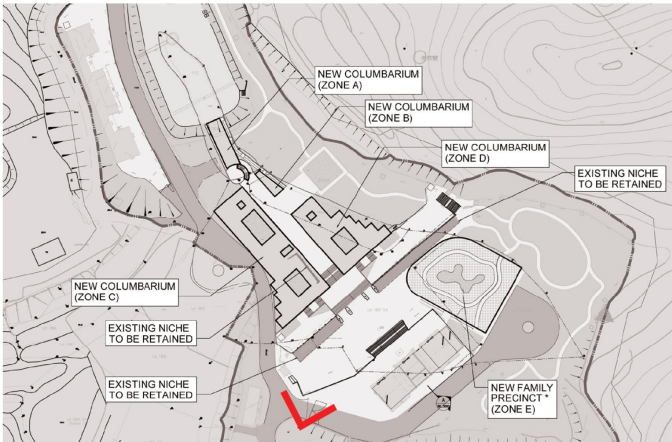 NEW COLUMBARIUM
(ZONE A)
NEW COLUMBARIUM
(ZONE B)
NEW COLUMBARIUM
(ZONE D)
EXISTING NICHE
TO BE RETAINED
NEW COLUMBARIUM
(ZONE C)
EXISTING NICHE
TO BE RETAINED
EXISTING NICHE
TO BE RETAINED
NEW FAMILY
PRECINCT *
(ZONE E)
A